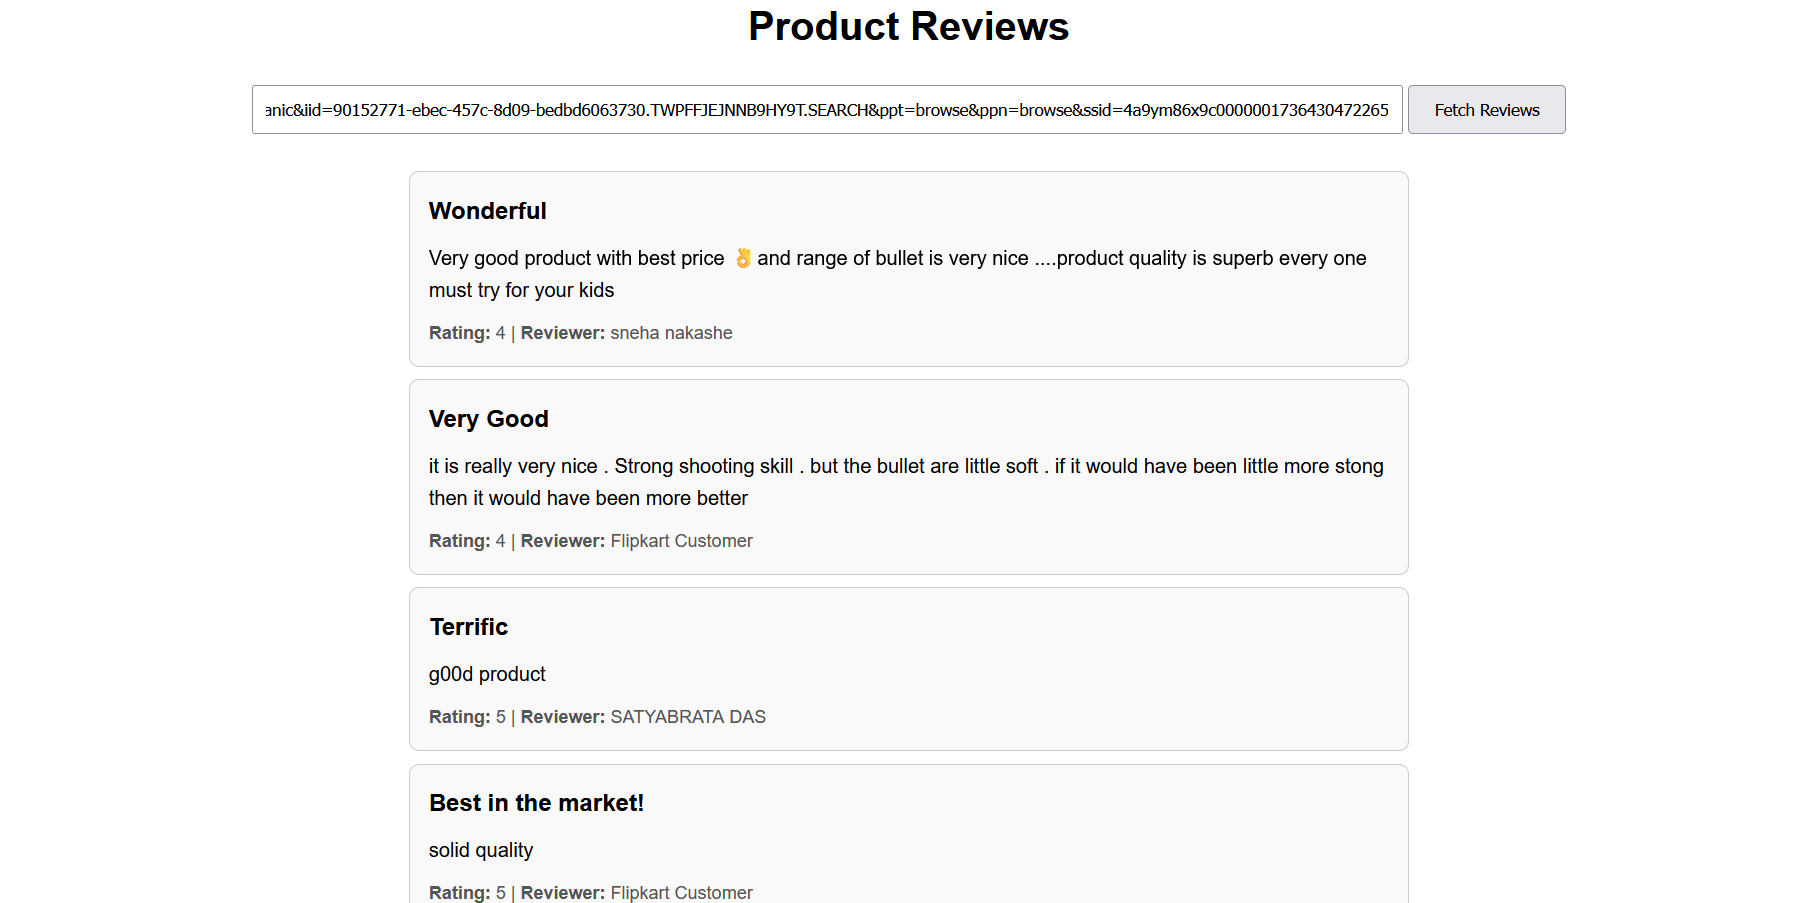 Product Reviews
anic&iid=90152771-ebec-457c-8d09-bedbd6063730.TWPFFJEJNNB9HY9T.SEARCH&ppt=browse&ppn=browse&ssid=4a9ym86x9c0000001736430472265
Fetch Reviews
Wonderful
Very good product with best price 👌and range of bullet is very nice ....product quality is superb every one
must try for your kids
Rating: 4 | Reviewer: sneha nakashe
Very Good
it is really very nice . Strong shooting skill . but the bullet are little soft . if it would have been little more stong
then it would have been more better
Rating: 4 | Reviewer: Flipkart Customer
Terrific
g00d product
Rating: 5 | Reviewer: SATYABRATA DAS
Best in the market!
solid quality
Rating: 5 | Reviewer: Flipkart Customer